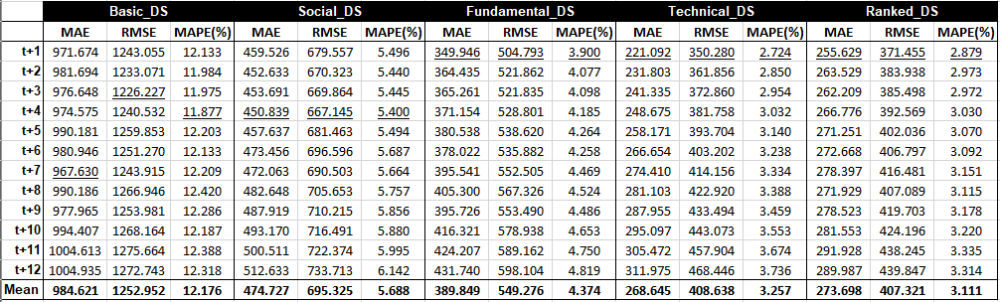 Basic_DS Social_DS Fundamental_DS Technical_DS Ranked_DS
MAE RMSE MAPE(%) MAE RMSE MAPE(%) MAE RMSE MAPE(%) MAE RMSE MAPE(%) MAE RMSE MAPE(%)
t+1 971.674 1243.055 12.133 459.526 679.557 5.496 349.946 504.793 3.900 221.092 350.280 2.724 255.629 371.455 2.879
t+2 981.694 1233.071 11.984 452.633 670.323 5.440 364.435 521.862 4.077 231.803 361.856 2.850 263.529 383.938 2.973
t+3 976.648 1226.227 11.975 453.691 669.864 5.445 365.261 521.835 4.098 241.335 372.860 2.954 262.209 385.498 2.972
t+4 974.575 1240.532 11.877 450.839 667.145 5.400 371.154 528.801 4.185 248.675 381.758 3.032 266.776 392.569 3.030
t+5 990.181 1259.853 12.203 457.637 681.463 5.494 380.538 538.620 4.264 258.171 393.704 3.140 271.251 402.036 3.070
t+6 980.946 1251.270 12.133 473.456 696.596 5.687 378.022 535.882 4.258 266.654 403.202 3.238 272.668 406.797 3.092
t+7 967.630 1243.915 12.209 472.063 690.503 5.664 395.541 552.505 4.469 274.410 414.156 3.334 278.397 416.481 3.151
t+8 990.186 1266.946 12.420 482.648 705.653 5.757 405.300 567.326 4.524 281.103 422.920 3.388 271.929 407.089 3.115
t+9 977.965 1253.981 12.286 487.919 710.215 5.856 395.726 553.490 4.486 287.955 433.494 3.459 278.523 419.703 3.178
t+10 994.407 1268.164 12.187 493.170 716.491 5.880 416.321 578.938 4.653 295.097 443.073 3.553 281.553 424.196 3.220
t+11 1004.613 1275.664 12.388 500.511 722.374 5.995 424.207 589.162 4.750 305.472 457.904 3.674 291.928 438.245 3.335
t+12 1004.935 1272.743 12.318 512.633 733.713 6.142 431.740 598.104 4.819 311.975 468.446 3.736 289.987 439.847 3.314
Mean 984.621 1252.952 12.176 474.727 695.325 5.688 389.849 549.276 4.374 268.645 408.638 3.257 273.698 407.321 3.111